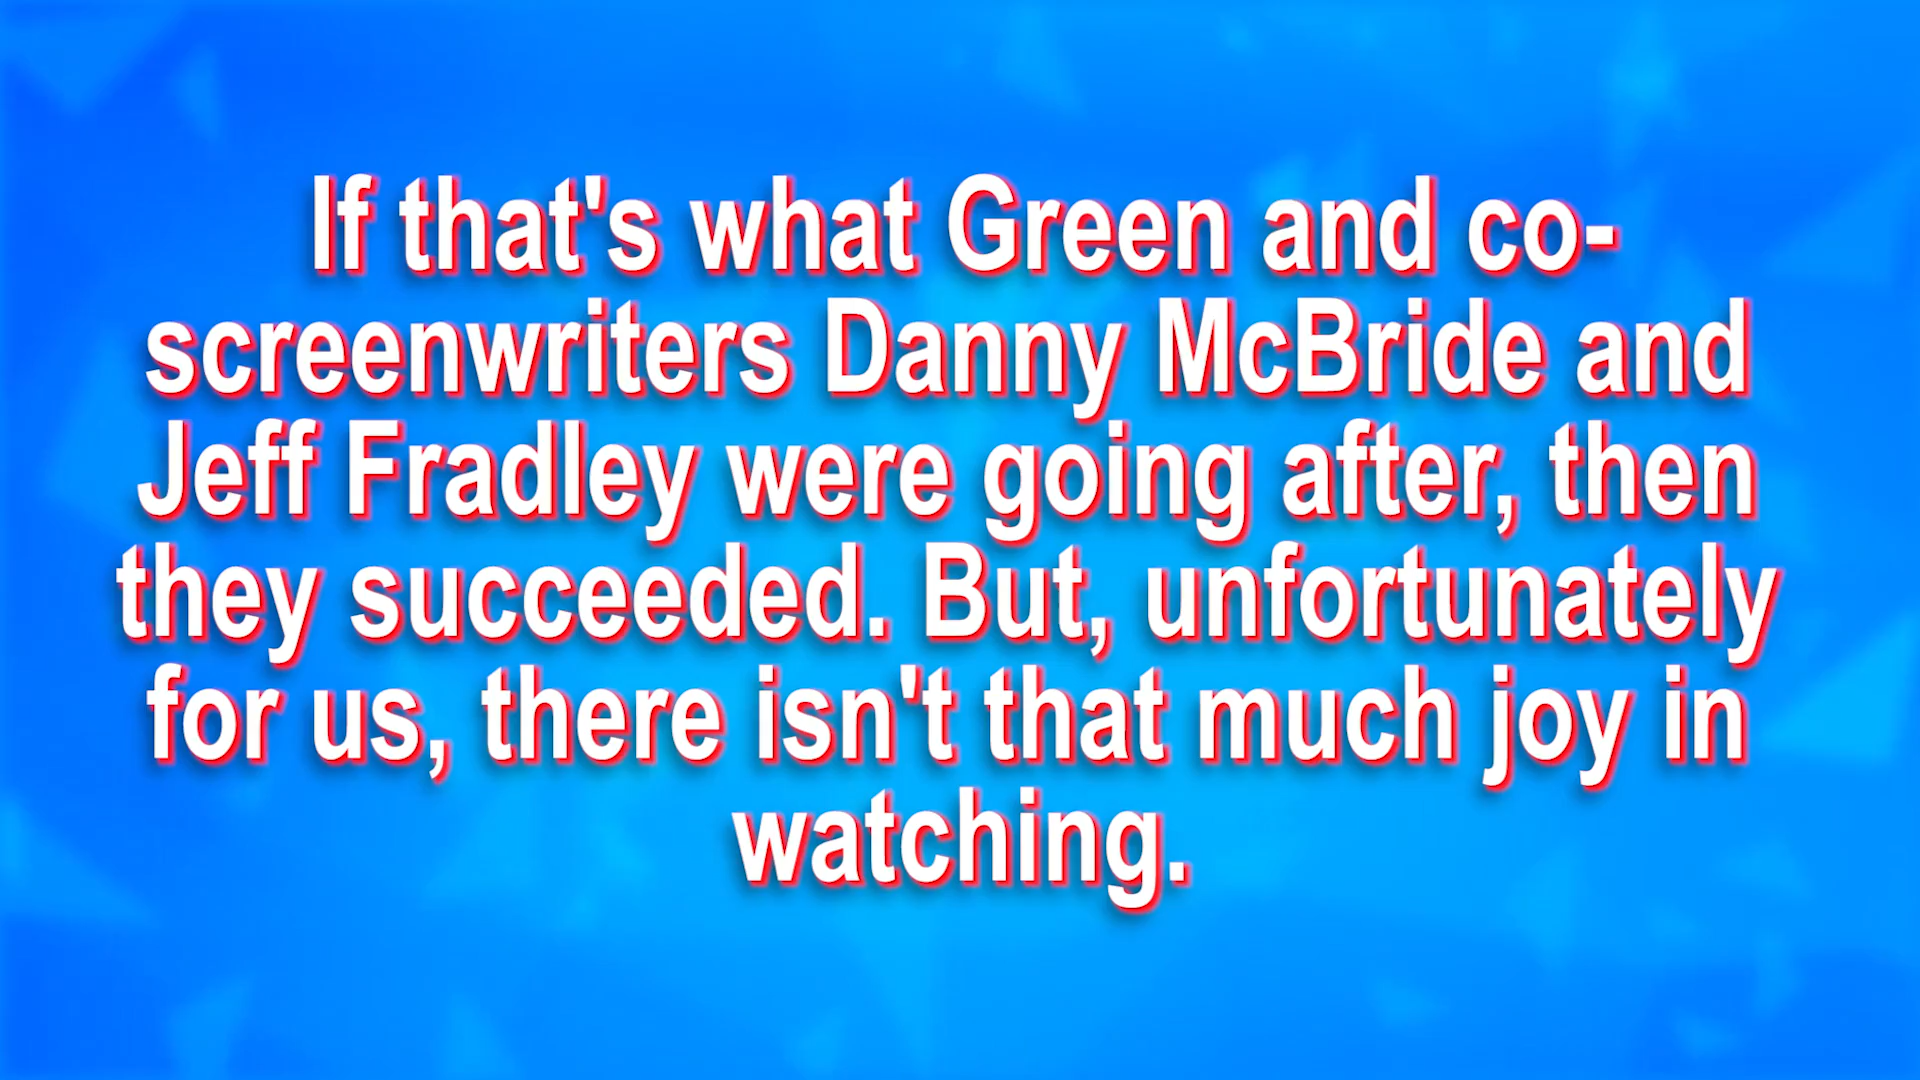 If that's what Green and co-
screenwriters Danny McBride and
Jeff Fradley were going after, then
they succeeded. But, unfortunately
for us, there isn't that much joy in
watching.